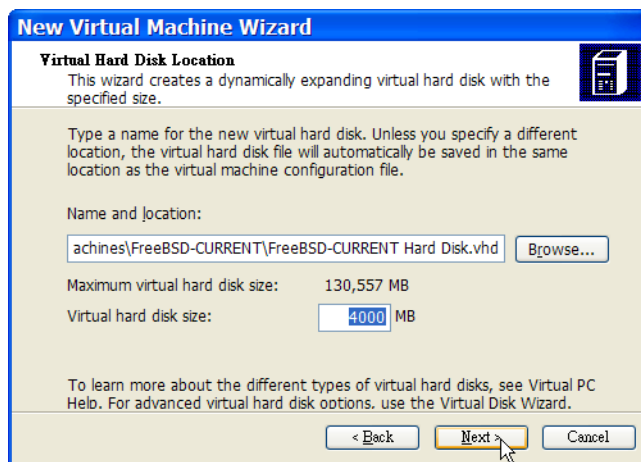 New Virtual Machine Wizard
Virtual Hard Disk Location
This wizard creates a dynamically expanding virtual hard disk with the
specified size.
Type a name for the new virtual hard disk. Unless you specify a different
location, the virtual hard disk file will automatically be saved in the same
location as the virtual machine configuration file.
Name and location:
achines\FreeBSD-CURRENT\FreeBSD-CURRENT Hard Disk.vhd Browse...
Maximum virtual hard disk size: 130,557 MB
Virtual hard disk size: 4000 MB
To learn more about the different types of virtual hard disks, see Virtual PC
Help. For advanced virtual hard disk options, use the Virtual Disk Wizard.
< Back Next > Cancel